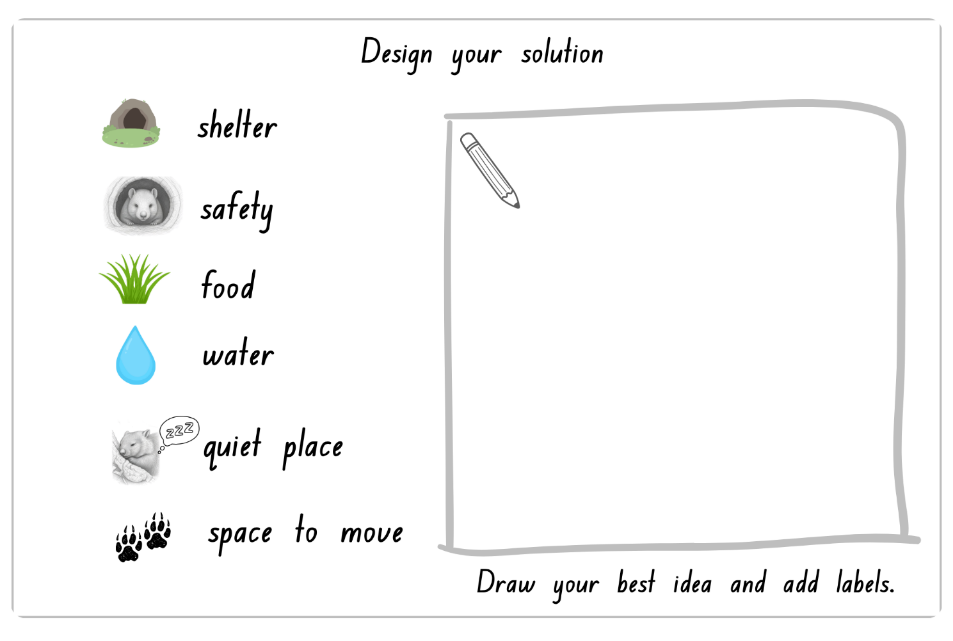 Design your solution
shelter
safety
food
water
zzz
quiet place
space to move
Draw your best idea and add labels.